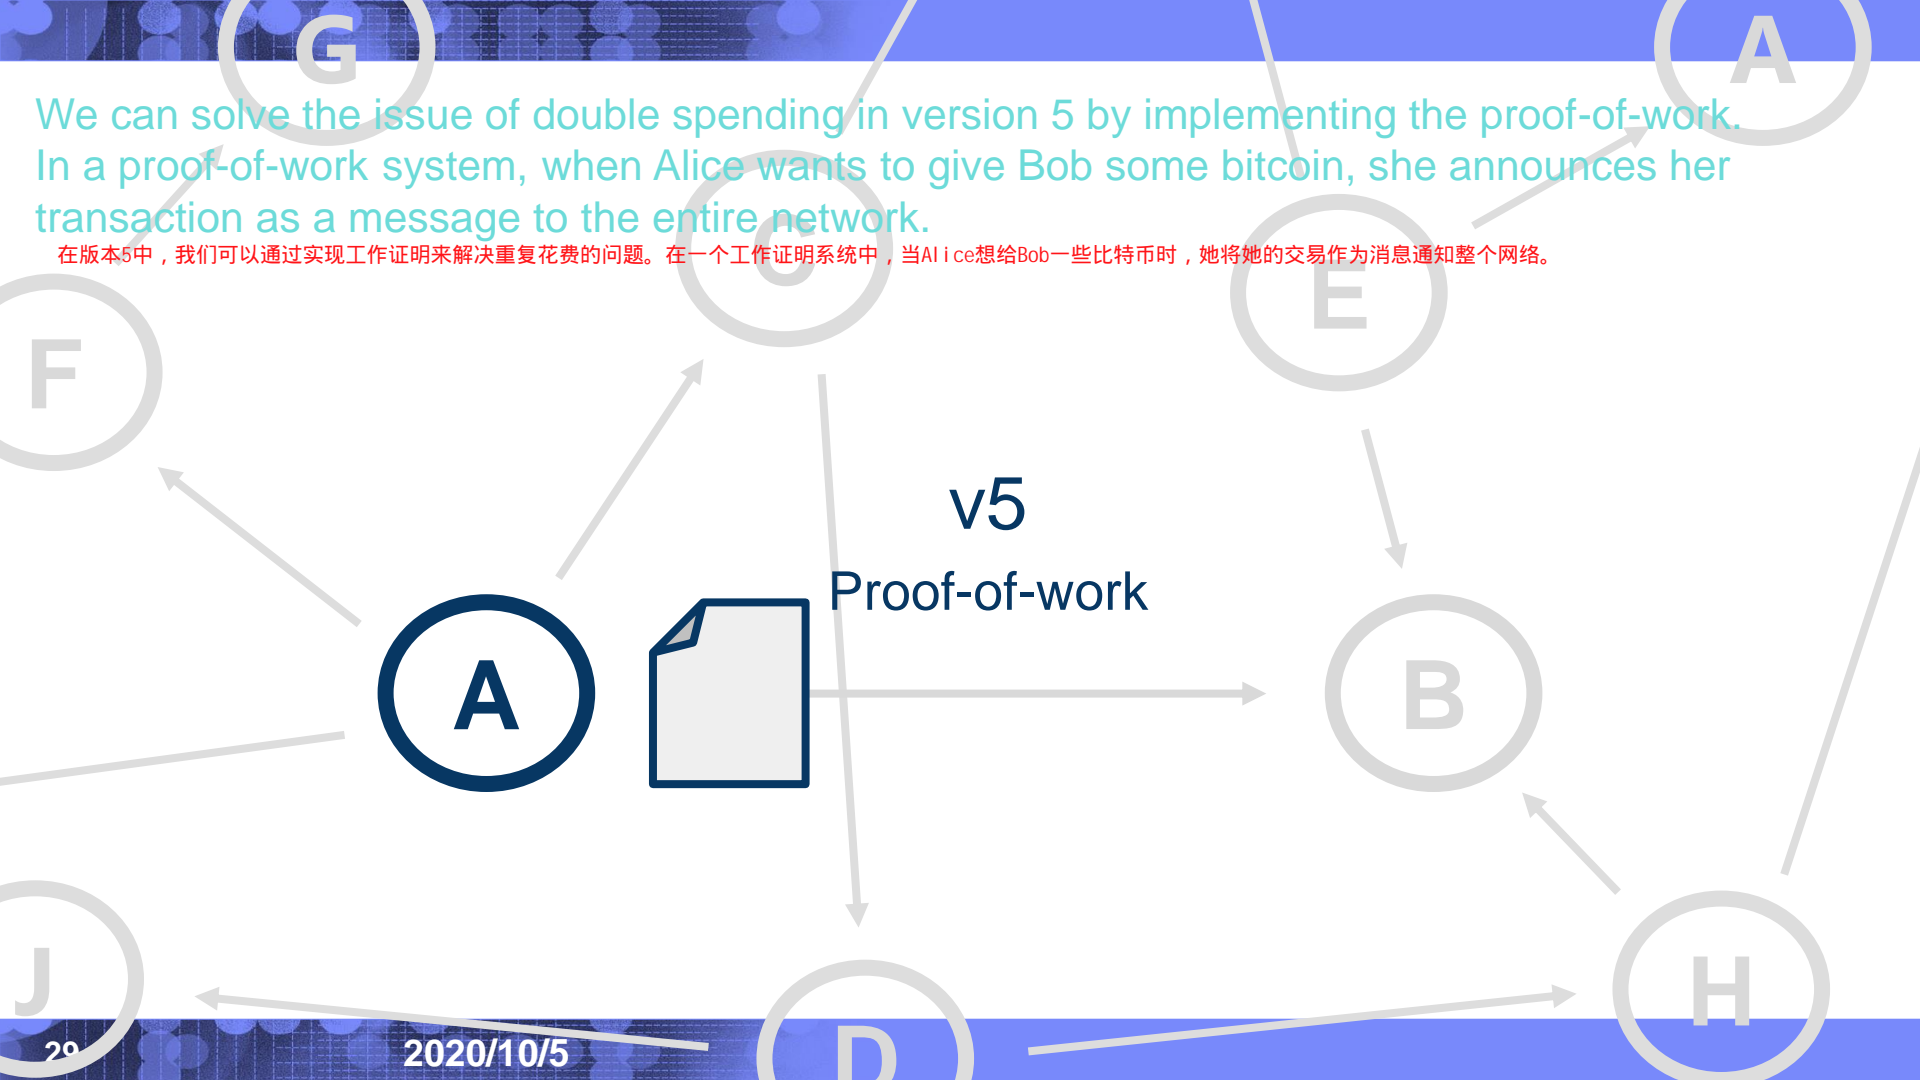 G
A
We can solve the issue of double spending in version 5 by implementing the proof-of-work.
In a proof-of-work system, when Alice wants to give Bob some bitcoin, she announces her
transaction as a message to the entire network.
在版本5中，我们可以通过实现工作证明来解决重复花费的问题。在一个工作证明系统中，当Alice想给Bob一些比特币时，她将她的交易作为消息通知整个网络。
C
E
F
v5
Proof-of-work
A
B
J
H
D
29
2020/10/5